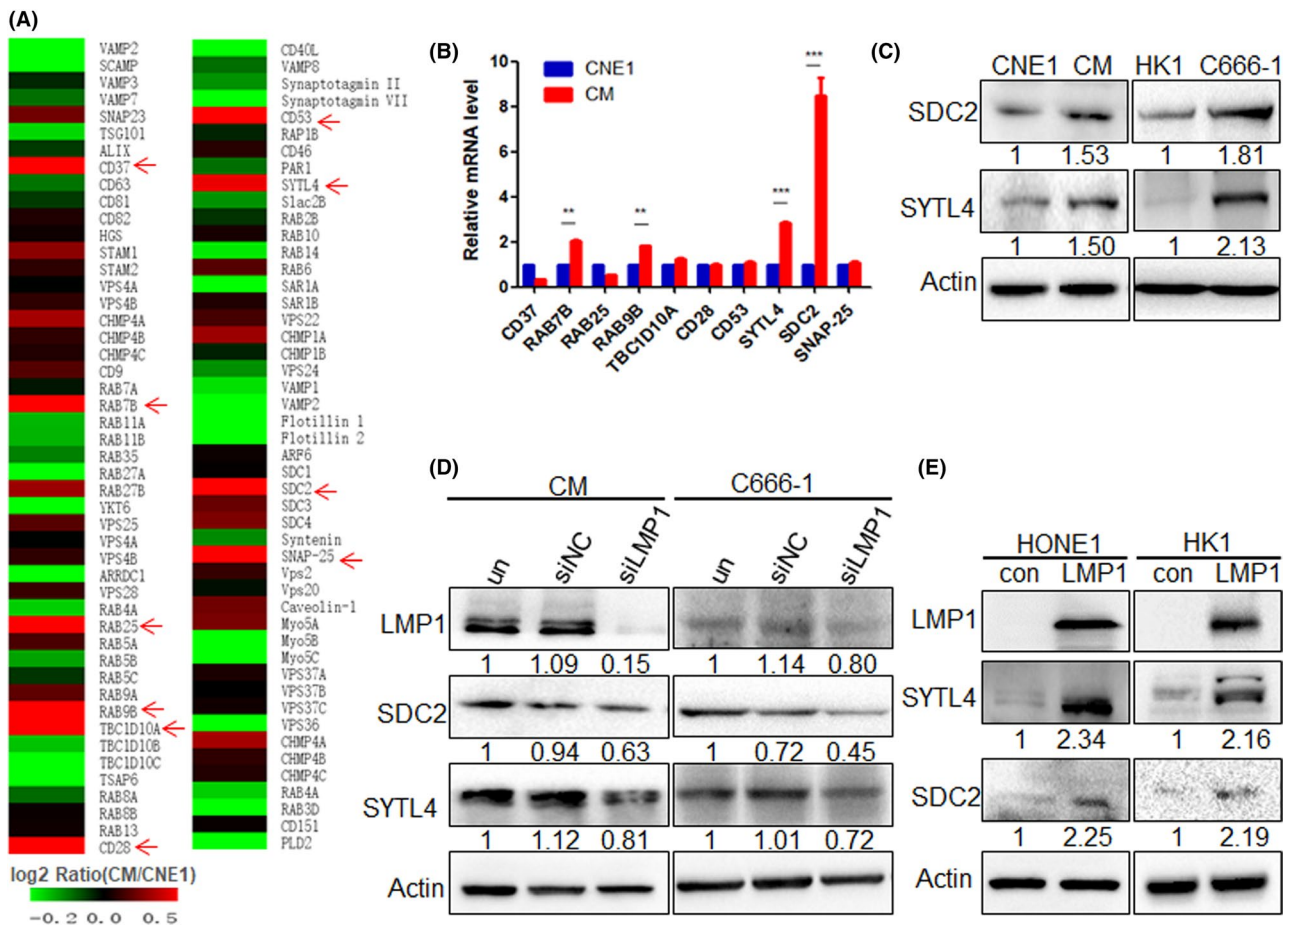 (A)
VAMP2
SCAMP
VAMP3
VAMP7
SNAP23
TSG101
ALIX
CD37
CD63
CD81
CD82
HGS
STAM1
STAM2
VPS4A
VPS4B
CHMP4A
CHMP4B
CHMP4C
CD9
RAB7A
RAB7B
RAB11A
RAB11B
RAB35
RAB27A
RAB27B
YKT6
VPS25
VPS4A
VPS4B
ARRDC1
VPS28
RAB4A
RAB25
RAB5A
RAB5B
RAB5C
RAB9A
RAB9B
TBC1D10A
TBC1D10B
TBC1D10C
TSAP6
RAB8A
RAB8B
RAB13
CD28
CD40L
VAMP8
Synaptotagmin II
Synaptotagmin VII
CD53
RAP1B
CD46
PAR1
SYTL4
Slac2B
RAB2B
RAB10
RAB14
RAB6
SAR1A
SAR1B
VPS22
CHMP1A
CHMP1B
VPS24
VAMP1
VAMP2
Flotillin 1
Flotillin 2
ARF6
SDC1
SDC2
SDC3
SDC4
Syntenin
SNAP-25
Vps2
Vps20
Caveolin-1
Myo5A
Myo5B
Myo5C
VPS37A
VPS37B
VPS37C
VPS36
CHMP4A
CHMP4B
CHMP4C
RAB4A
RAB3D
CD151
PLD2
log2 Ratio(CM/CNE1)
-0.2 0.0 0.5
(B)
Relative mRNA level
10
8
6
4
2
0
CNE1
CM
** ** *** ***
CD37 RAB7B RAB25 RAB9B TBC1D10A CD28 CD53 SYTL4 SDC2 SNAP-25
(C)
CNE1 CM HK1 C666-1
SDC2
1 1.53 1 1.81
SYTL4
1 1.50 1 2.13
Actin
(D)
CM C666-1
un siNC siLMP1 un siNC siLMP1
LMP1
1 1.09 0.15 1 1.14 0.80
SDC2
1 0.94 0.63 1 0.72 0.45
SYTL4
1 1.12 0.81 1 1.01 0.72
Actin
(E)
HONE1 HK1
con LMP1 con LMP1
LMP1
SYTL4
1 2.34 1 2.16
SDC2
1 2.25 1 2.19
Actin